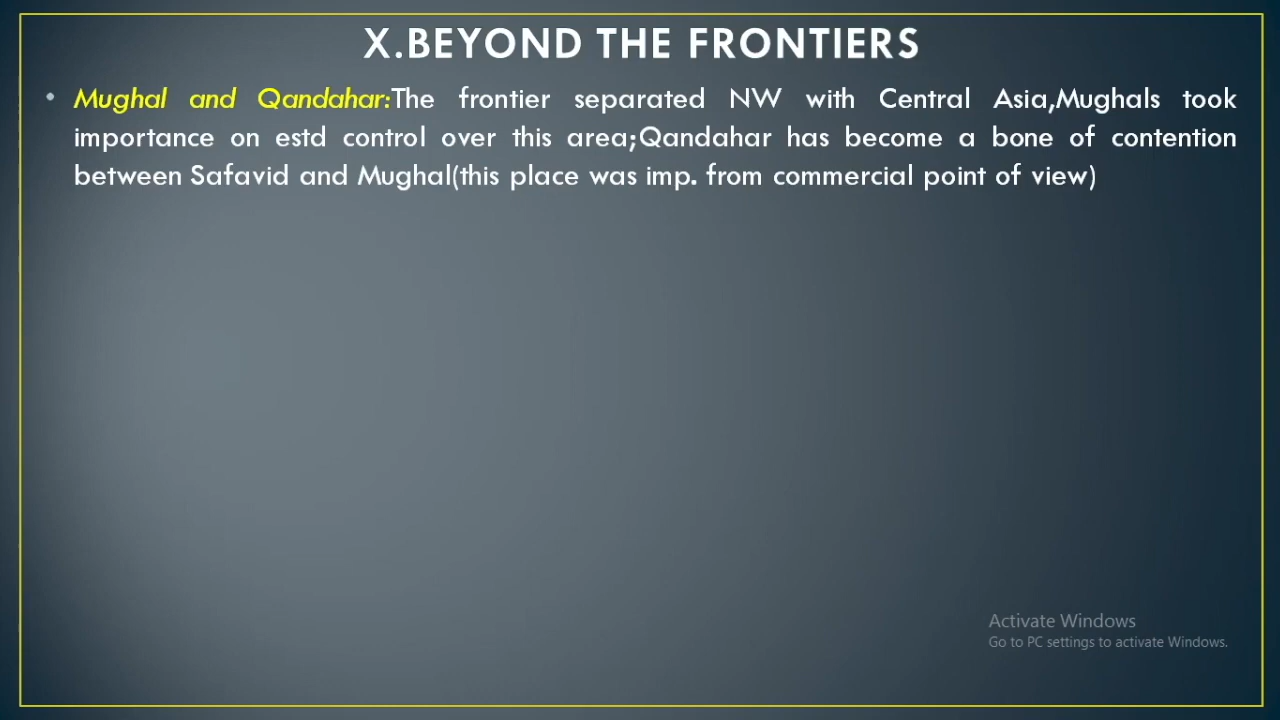 X.BEYOND THE FRONTIERS
• Mughal and Qandahar:The frontier separated NW with Central Asia,Mughals took
importance on estd control over this area;Qandahar has become a bone of contention
between Safavid and Mughal(this place was imp. from commercial point of view)
Activate Windows
Go to PC settings to activate Windows.